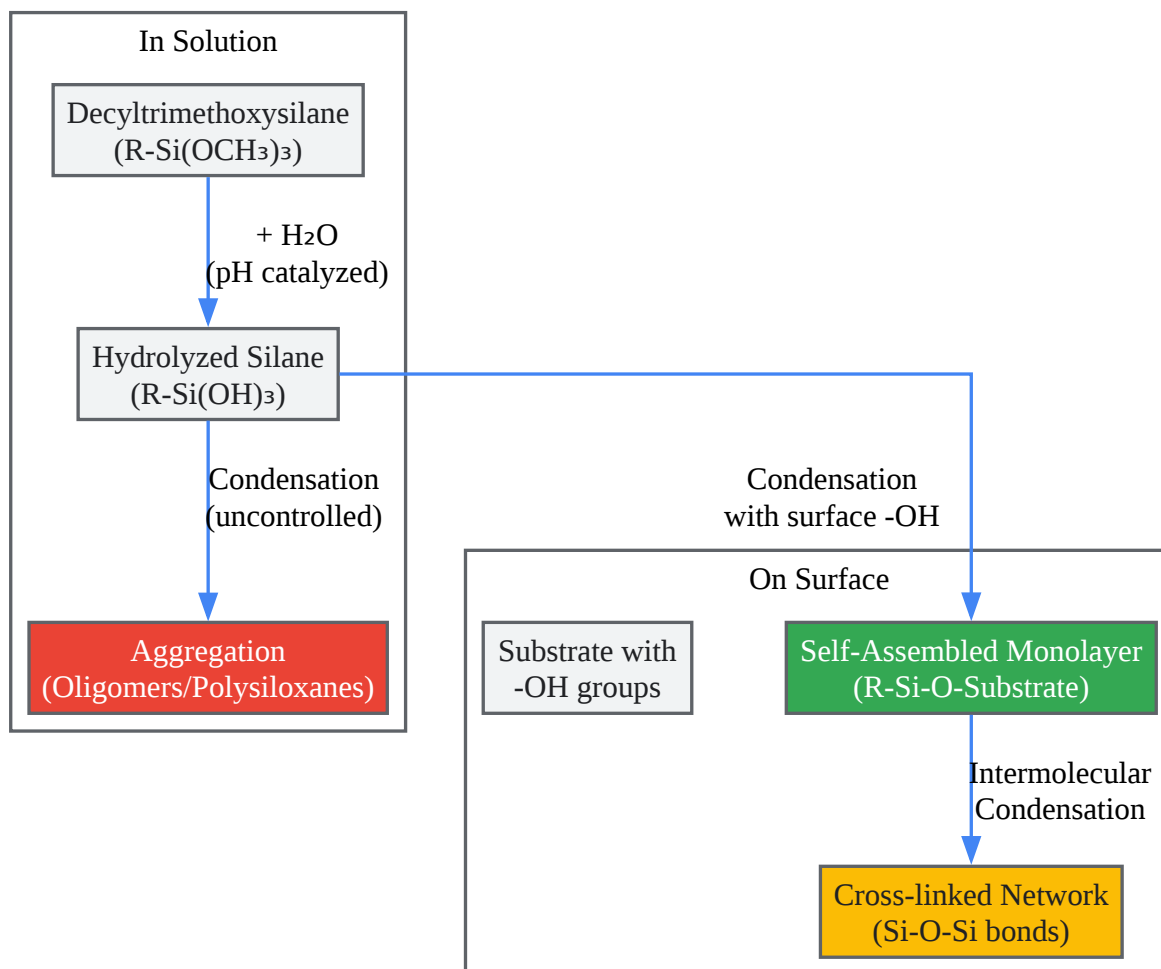 In Solution
Decyltrimethoxysilane
(R-Si(OCH₃)₃)
+ H₂O
(pH catalyzed)
Hydrolyzed Silane
(R-Si(OH)₃)
Condensation
(uncontrolled)
Aggregation
(Oligomers/Polysiloxanes)
Condensation
with surface -OH
On Surface
Substrate with
-OH groups
Self-Assembled Monolayer
(R-Si-O-Substrate)
Intermolecular
Condensation
Cross-linked Network
(Si-O-Si bonds)